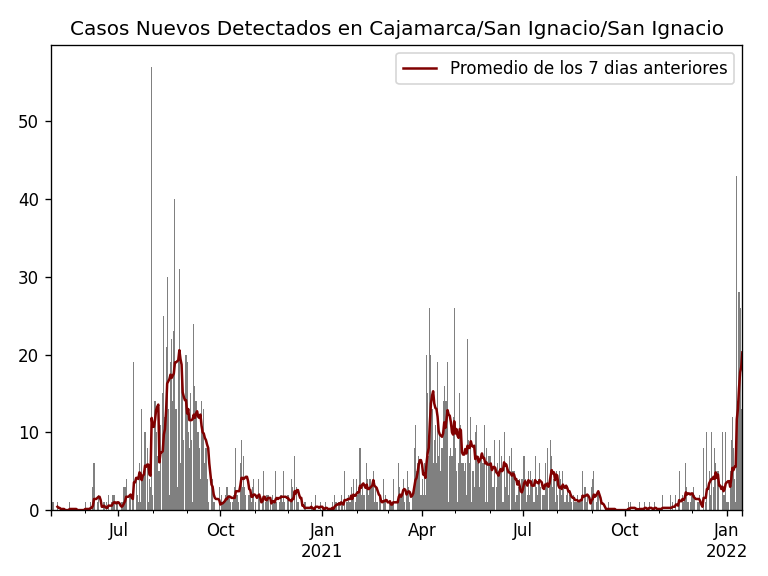 Casos Nuevos Detectados en Cajamarca/San Ignacio/San Ignacio
Promedio de los 7 dias anteriores
50
40
30
20
10
0
Jul Oct Jan Apr Jul Oct Jan
2021 2022